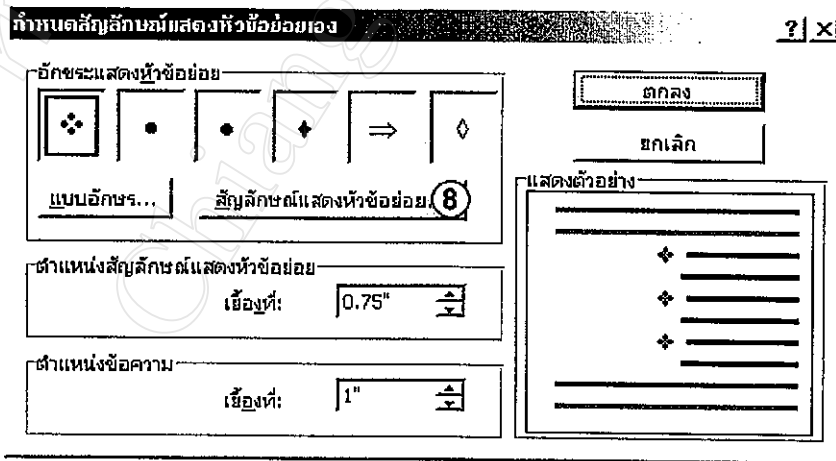 กำหนดสัญลักษณ์แสดงหัวข้อย่อยเอง
อักขระแสดงหัวข้อย่อย
ตกลง
ยกเลิก
แบบอักษร...
สัญลักษณ์แสดงหัวข้อย่อย. 8
แสดงตัวอย่าง
ตำแหน่งสัญลักษณ์แสดงหัวข้อย่อย
เยื้องที่: 0.75"
ตำแหน่งข้อความ
เยื้องที่: 1"
Chiang